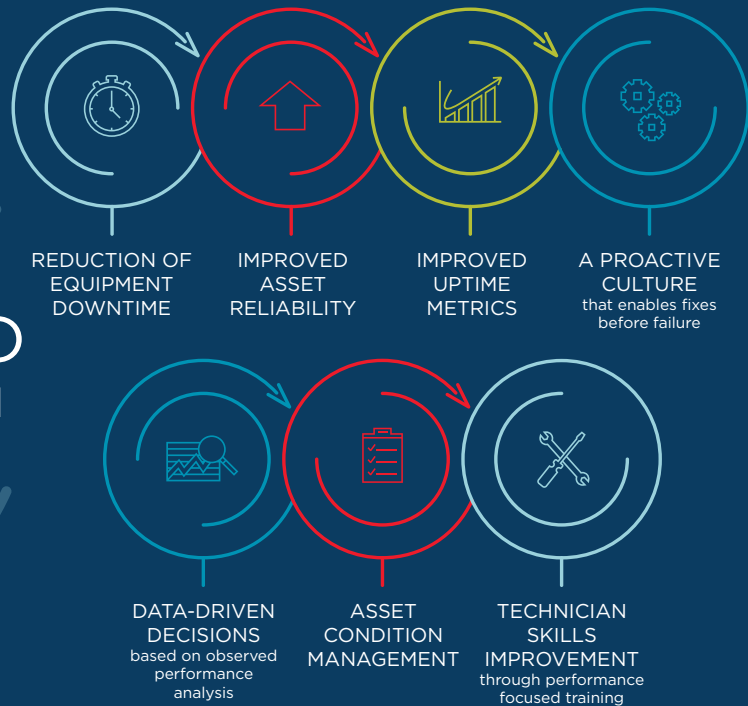 REDUCTION OF
EQUIPMENT
DOWNTIME
IMPROVED
ASSET
RELIABILITY
IMPROVED
UPTIME
METRICS
A PROACTIVE
CULTURE
that enables fixes
before failure
DATA-DRIVEN
DECISIONS
based on observed
performance
analysis
ASSET
CONDITION
MANAGEMENT
TECHNICIAN
SKILLS
IMPROVEMENT
through performance
focused training